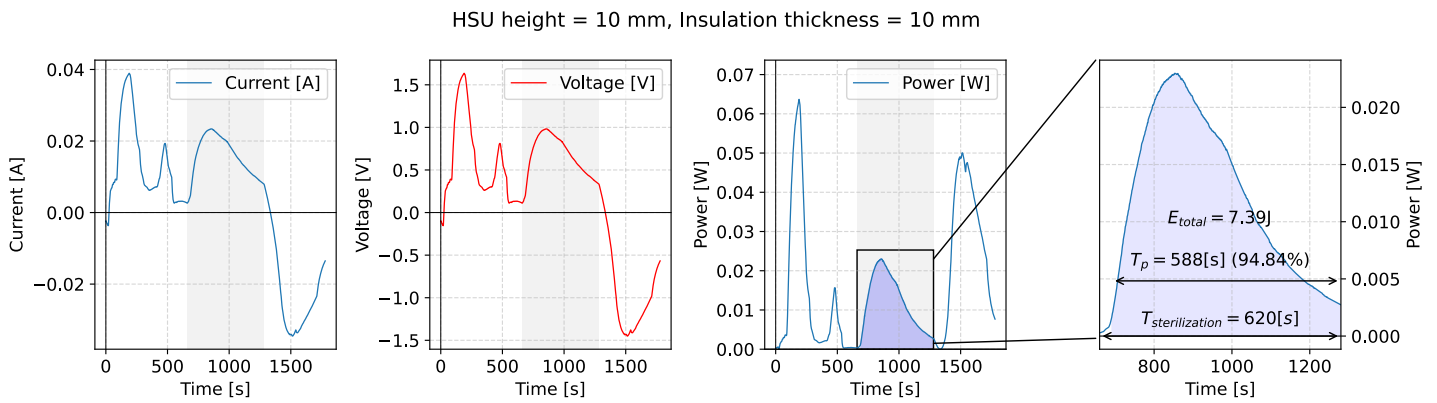 HSU height = 10 mm, Insulation thickness = 10 mm
Current [A]
Current [A]
0.04
0.02
0.00
−0.02
0
500
1000
1500
Time [s]
Voltage [V]
Voltage [V]
1.5
1.0
0.5
0.0
−0.5
−1.0
−1.5
0
500
1000
1500
Time [s]
Power [W]
Power [W]
0.07
0.06
0.05
0.04
0.03
0.02
0.01
0.00
0
500
1000
1500
Time [s]
E_total = 7.39J
T_p = 588[s] (94.84%)
T_sterilization = 620[s]
0.020
0.015
0.010
0.005
0.000
Power [W]
800
1000
1200
Time [s]